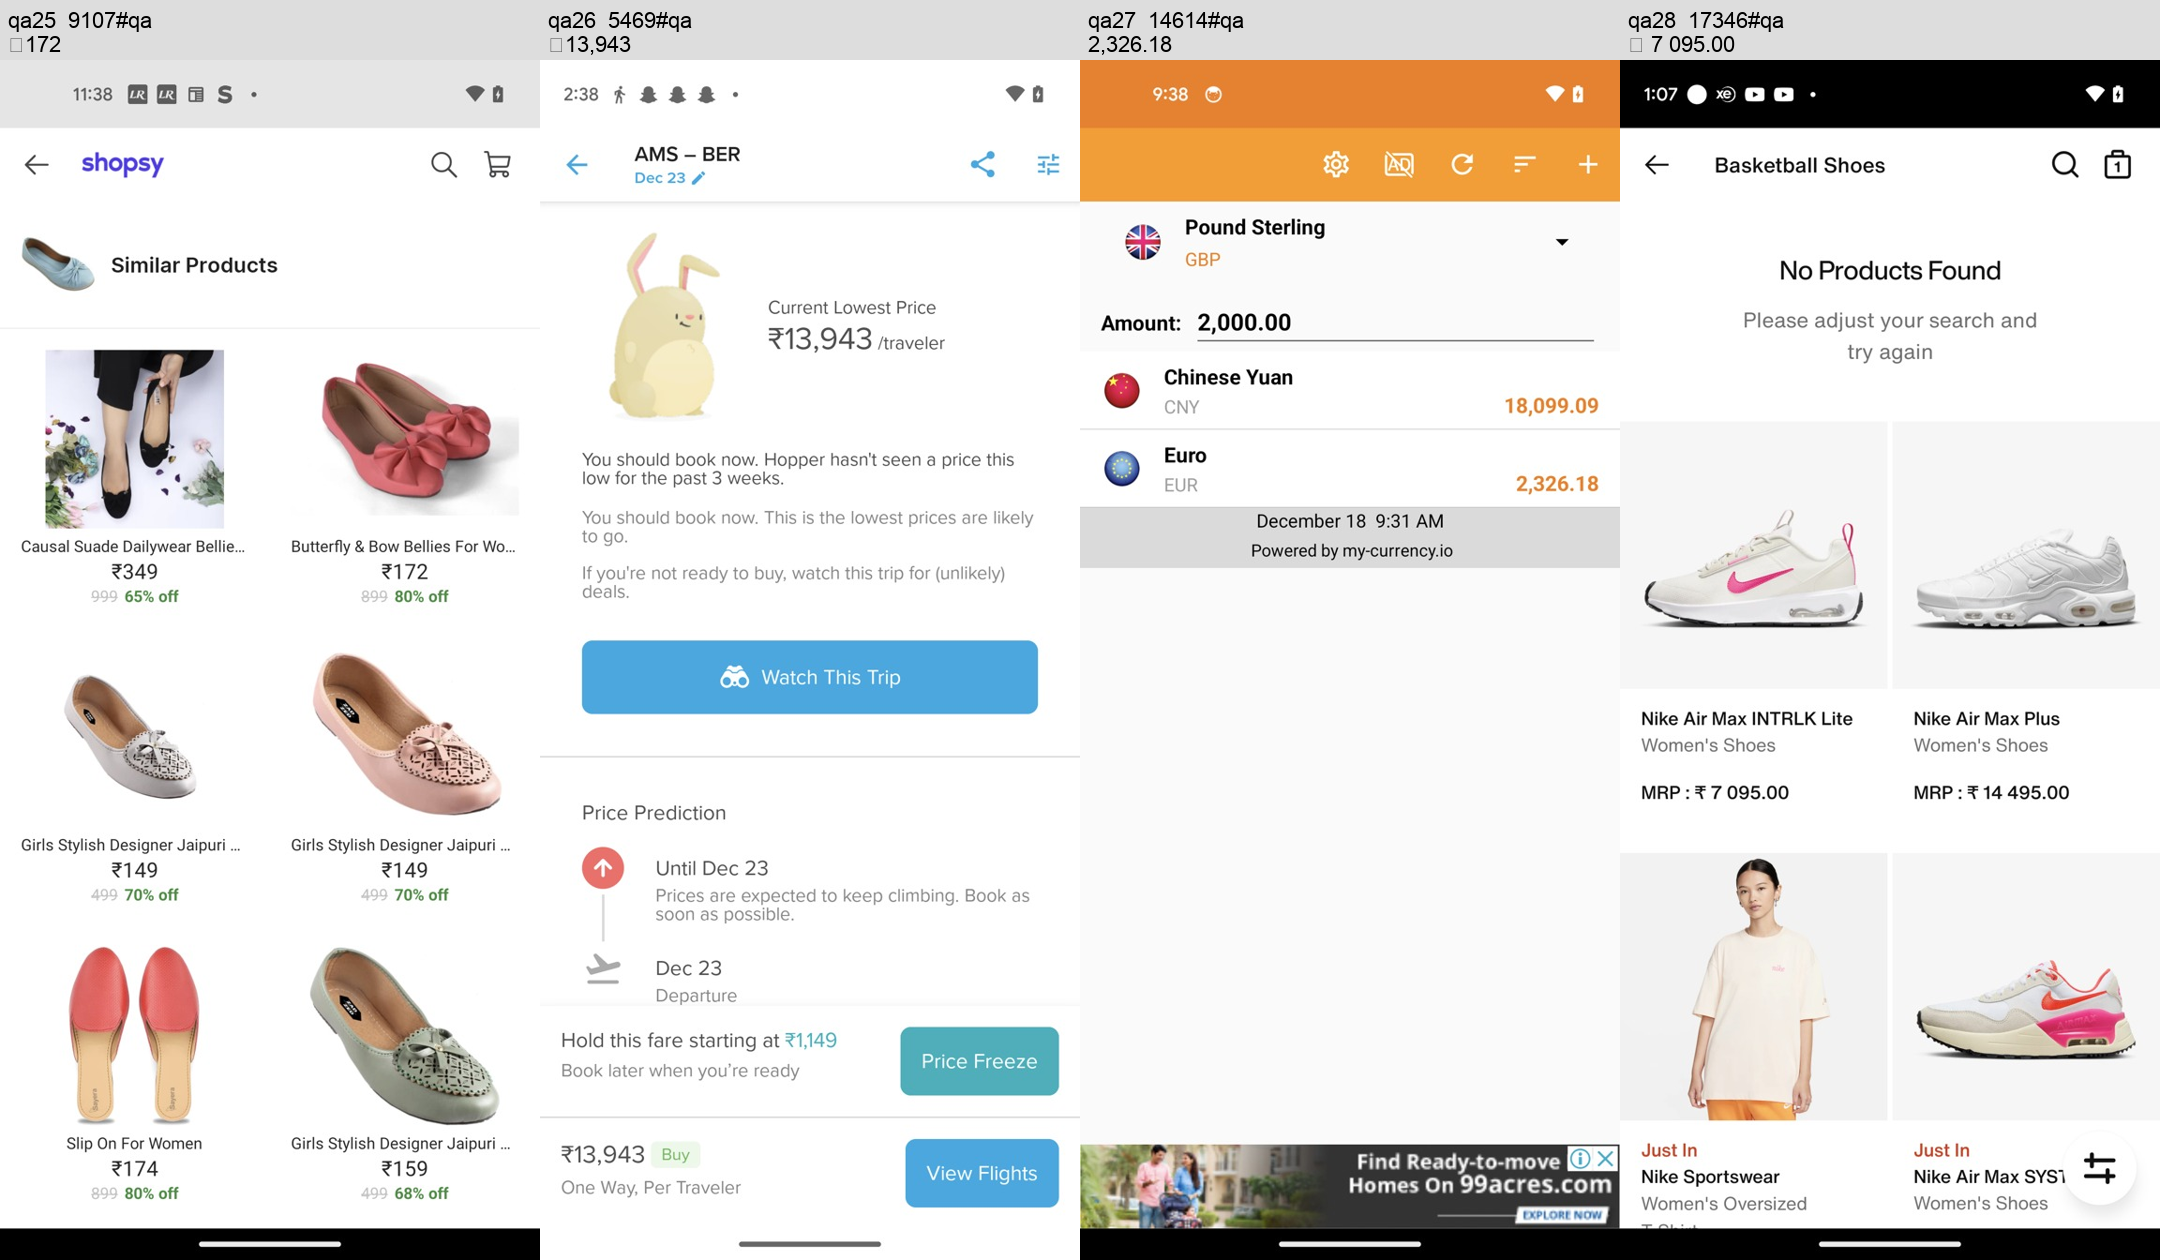 qa25 9107#qa
□172
11:38
shopsy
Similar Products
Causal Suade Dailywear Bellie...
₹349
999 65% off
Butterfly & Bow Bellies For Wo...
₹172
899 80% off
Girls Stylish Designer Jaipuri ...
₹149
499 70% off
Girls Stylish Designer Jaipuri ...
₹149
499 70% off
Slip On For Women
₹174
899 80% off
Girls Stylish Designer Jaipuri ...
₹159
499 68% off
qa26 5469#qa
□13,943
2:38
AMS – BER
Dec 23
Current Lowest Price
₹13,943 /traveler
You should book now. Hopper hasn't seen a price this
low for the past 3 weeks.
You should book now. This is the lowest prices are likely
to go.
If you're not ready to buy, watch this trip for (unlikely)
deals.
Watch This Trip
Price Prediction
Until Dec 23
Prices are expected to keep climbing. Book as
soon as possible.
Dec 23
Departure
Hold this fare starting at ₹1,149
Book later when you're ready
Price Freeze
₹13,943 Buy
One Way, Per Traveler
View Flights
qa27 14614#qa
2,326.18
9:38
AD
Pound Sterling
GBP
Amount: 2,000.00
Chinese Yuan
CNY
18,099.09
Euro
EUR
2,326.18
December 18 9:31 AM
Powered by my-currency.io
Find Ready-to-move
Homes On 99acres.com
EXPLORE NOW
qa28 17346#qa
□ 7 095.00
1:07
Basketball Shoes
1
No Products Found
Please adjust your search and
try again
Nike Air Max INTRLK Lite
Women's Shoes
MRP : ₹ 7 095.00
Nike Air Max Plus
Women's Shoes
MRP : ₹ 14 495.00
Just In
Nike Sportswear
Women's Oversized
Just In
Nike Air Max SYST
Women's Shoes